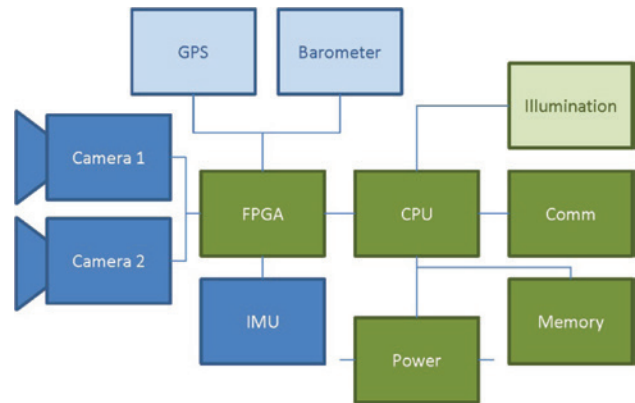 GPS
Barometer
Illumination
Camera 1
FPGA
CPU
Comm
Camera 2
IMU
Power
Memory